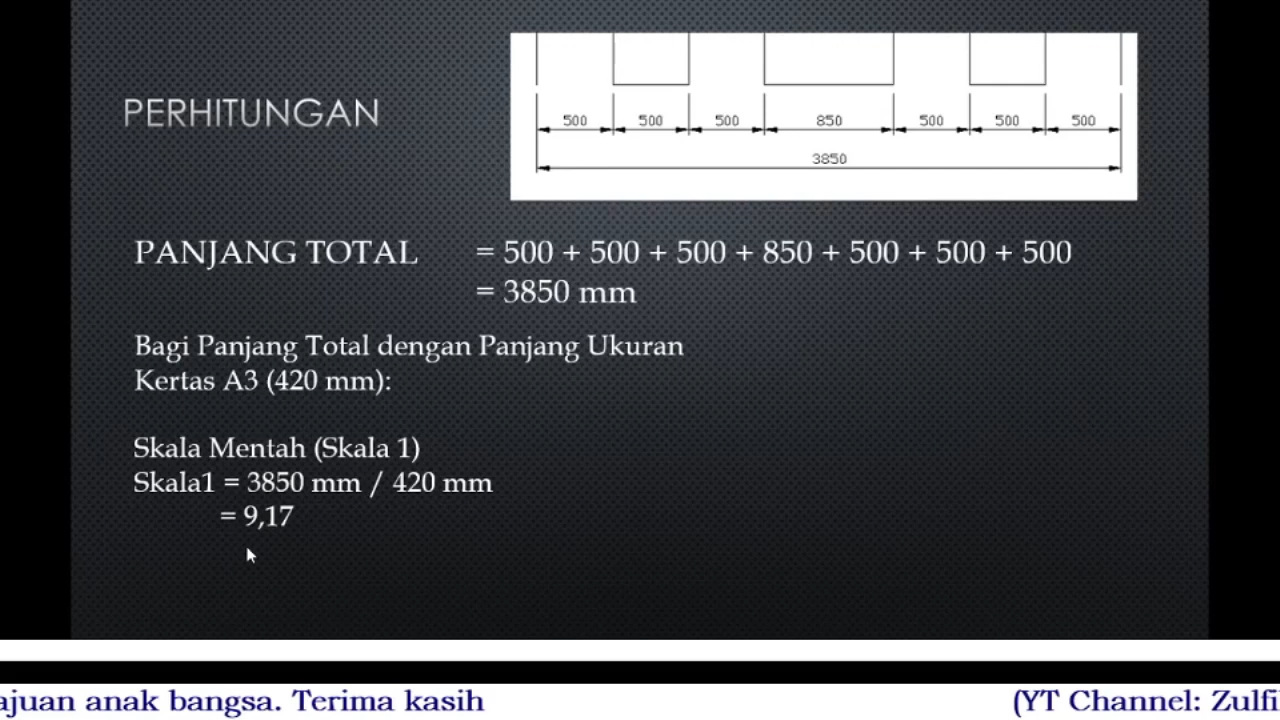 PERHITUNGAN
500 500 500 850 500 500 500
3850
PANJANG TOTAL = 500 + 500 + 500 + 850 + 500 + 500 + 500
= 3850 mm
Bagi Panjang Total dengan Panjang Ukuran
Kertas A3 (420 mm):
Skala Mentah (Skala 1)
Skala1 = 3850 mm / 420 mm
= 9,17
ajuan anak bangsa. Terima kasih (YT Channel: Zulfi